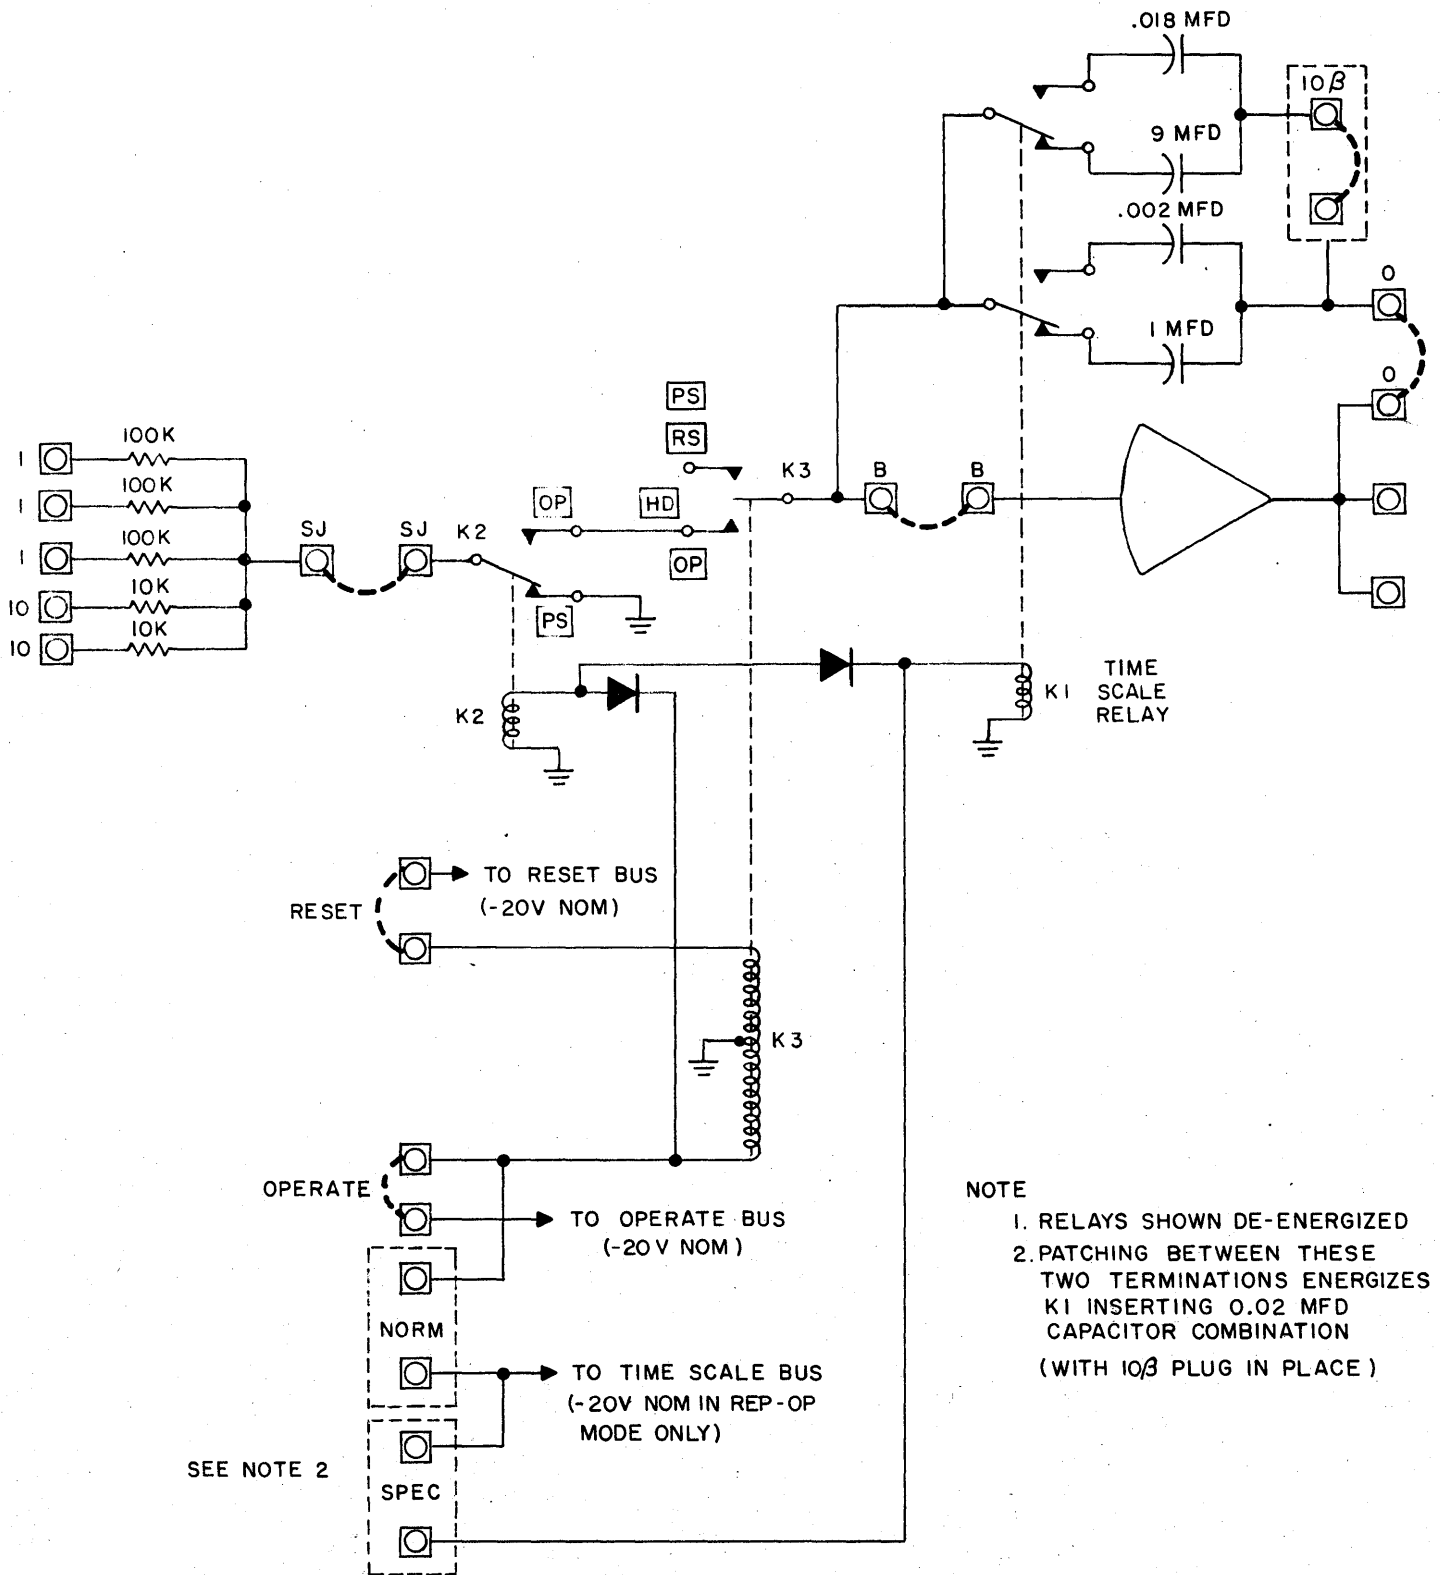 .018 MFD
10β
9 MFD
.002 MFD
O
1 MFD
O
PS
RS
K3
B
B
1
100K
1
100K
1
100K
10
10K
10
10K
SJ
SJ
K2
OP
HD
OP
PS
K2
K1
TIME
SCALE
RELAY
RESET
TO RESET BUS
(-20V NOM)
K3
OPERATE
TO OPERATE BUS
(-20V NOM)
NORM
TO TIME SCALE BUS
(-20V NOM IN REP-OP
MODE ONLY)
SEE NOTE 2
SPEC
NOTE
1. RELAYS SHOWN DE-ENERGIZED
2. PATCHING BETWEEN THESE
TWO TERMINATIONS ENERGIZES
K1 INSERTING 0.02 MFD
CAPACITOR COMBINATION
(WITH 10β PLUG IN PLACE)